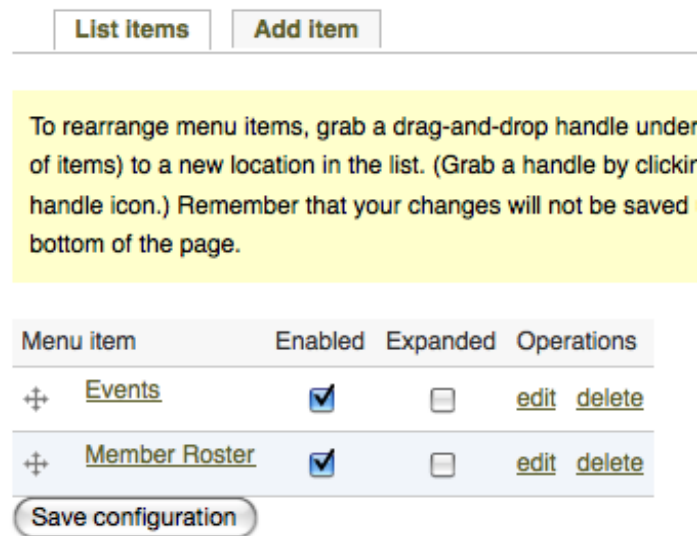 List items Add item
To rearrange menu items, grab a drag-and-drop handle under
of items) to a new location in the list. (Grab a handle by
handle icon.) Remember that your changes will not be saved
bottom of the page.
Menu item Enabled Expanded Operations
Events edit delete
Member Roster edit delete
Save configuration